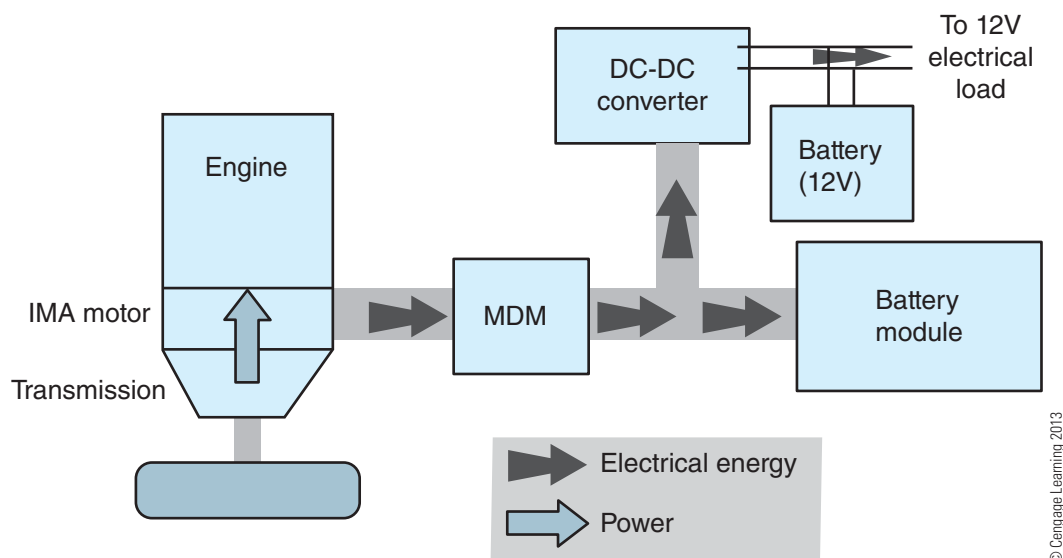 To 12V
electrical
load
DC-DC
converter
Battery
(12V)
Engine
IMA motor
MDM
Battery
module
Transmission
Electrical energy
Power
© Cengage Learning 2013